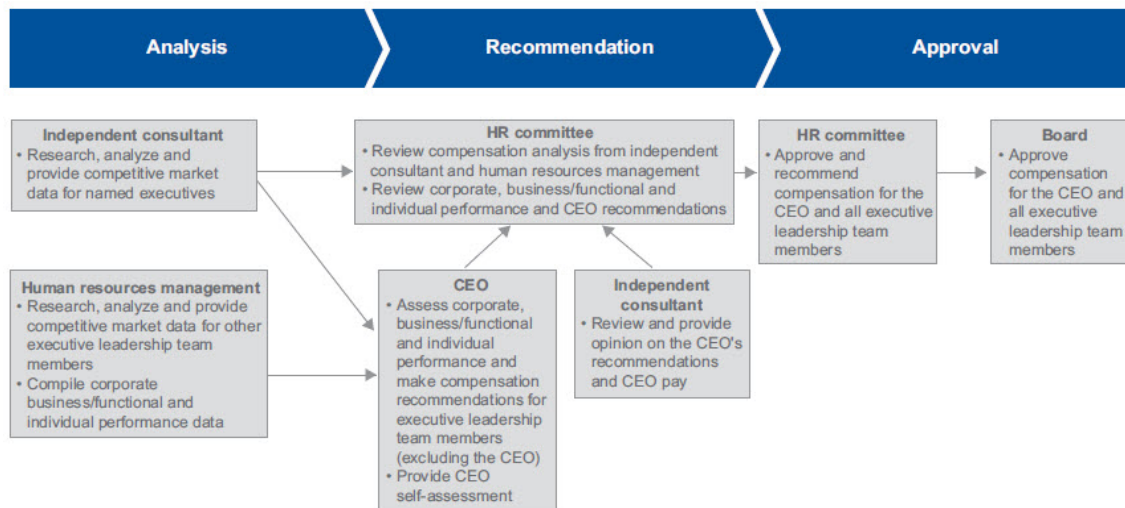 Analysis
Recommendation
Approval
Independent consultant
• Research, analyze and
provide competitive market
data for named executives
Human resources management
• Research, analyze and provide
competitive market data for other
executive leadership team
members
• Compile corporate
business/functional and
individual performance data
HR committee
• Review compensation analysis from independent
consultant and human resources management
• Review corporate, business/functional and
individual performance and CEO recommendations
CEO
• Assess corporate,
business/functional
and individual
performance and
make compensation
recommendations for
executive leadership
team members
(excluding the CEO)
• Provide CEO
self-assessment
Independent
consultant
• Review and provide
opinion on the CEO's
recommendations
and CEO pay
HR committee
• Approve and
recommend
compensation for the
CEO and all executive
leadership team
members
Board
• Approve
compensation
for the CEO and
all executive
leadership team
members